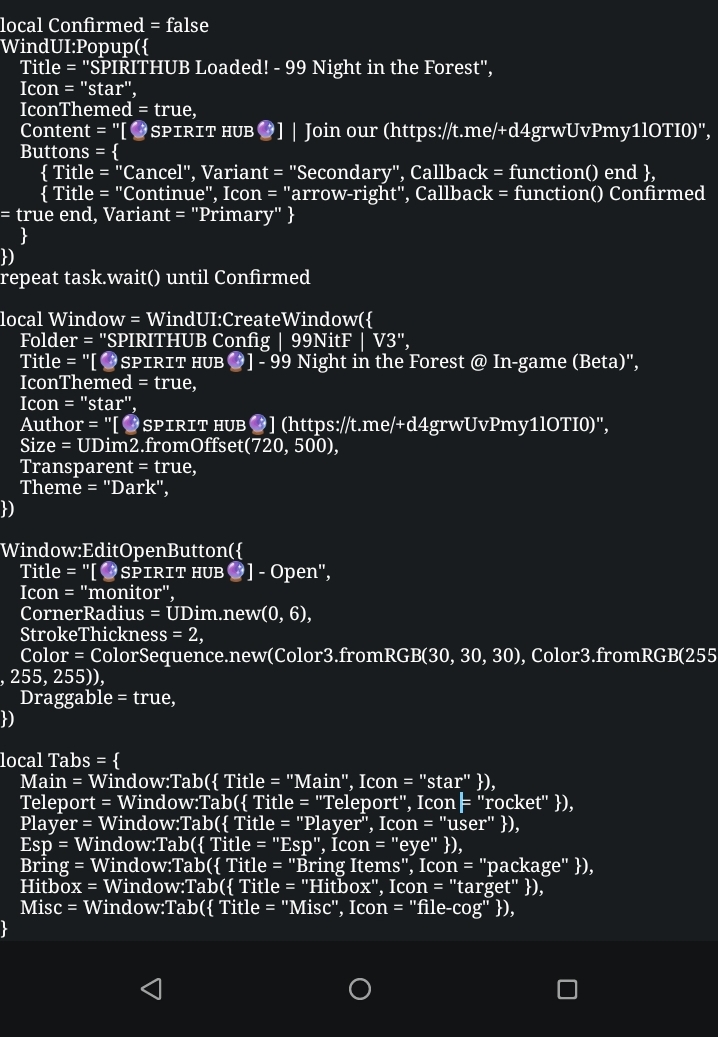 local Confirmed = false
WindUI:Popup({
    Title = "SPIRITHUB Loaded! - 99 Night in the Forest",
    Icon = "star",
    IconThemed = true,
    Content = "[🔮ꜱᴘɪʀɪᴛ ʜᴜʙ🔮] | Join our (https://t.me/+d4grwUvPmy1lOTI0)",
    Buttons = {
        { Title = "Cancel", Variant = "Secondary", Callback = function() end },
        { Title = "Continue", Icon = "arrow-right", Callback = function() Confirmed
= true end, Variant = "Primary" }
    }
})
repeat task.wait() until Confirmed

local Window = WindUI:CreateWindow({
    Folder = "SPIRITHUB Config | 99NitF | V3",
    Title = "[🔮ꜱᴘɪʀɪᴛ ʜᴜʙ🔮] - 99 Night in the Forest @ In-game (Beta)",
    IconThemed = true,
    Icon = "star",
    Author = "[🔮ꜱᴘɪʀɪᴛ ʜᴜʙ🔮] (https://t.me/+d4grwUvPmy1lOTI0)",
    Size = UDim2.fromOffset(720, 500),
    Transparent = true,
    Theme = "Dark",
})

Window:EditOpenButton({
    Title = "[🔮ꜱᴘɪʀɪᴛ ʜᴜʙ🔮] - Open",
    Icon = "monitor",
    CornerRadius = UDim.new(0, 6),
    StrokeThickness = 2,
    Color = ColorSequence.new(Color3.fromRGB(30, 30, 30), Color3.fromRGB(255
, 255, 255)),
    Draggable = true,
})

local Tabs = {
    Main = Window:Tab({ Title = "Main", Icon = "star" }),
    Teleport = Window:Tab({ Title = "Teleport", Icon = "rocket" }),
    Player = Window:Tab({ Title = "Player", Icon = "user" }),
    Esp = Window:Tab({ Title = "Esp", Icon = "eye" }),
    Bring = Window:Tab({ Title = "Bring Items", Icon = "package" }),
    Hitbox = Window:Tab({ Title = "Hitbox", Icon = "target" }),
    Misc = Window:Tab({ Title = "Misc", Icon = "file-cog" }),
}